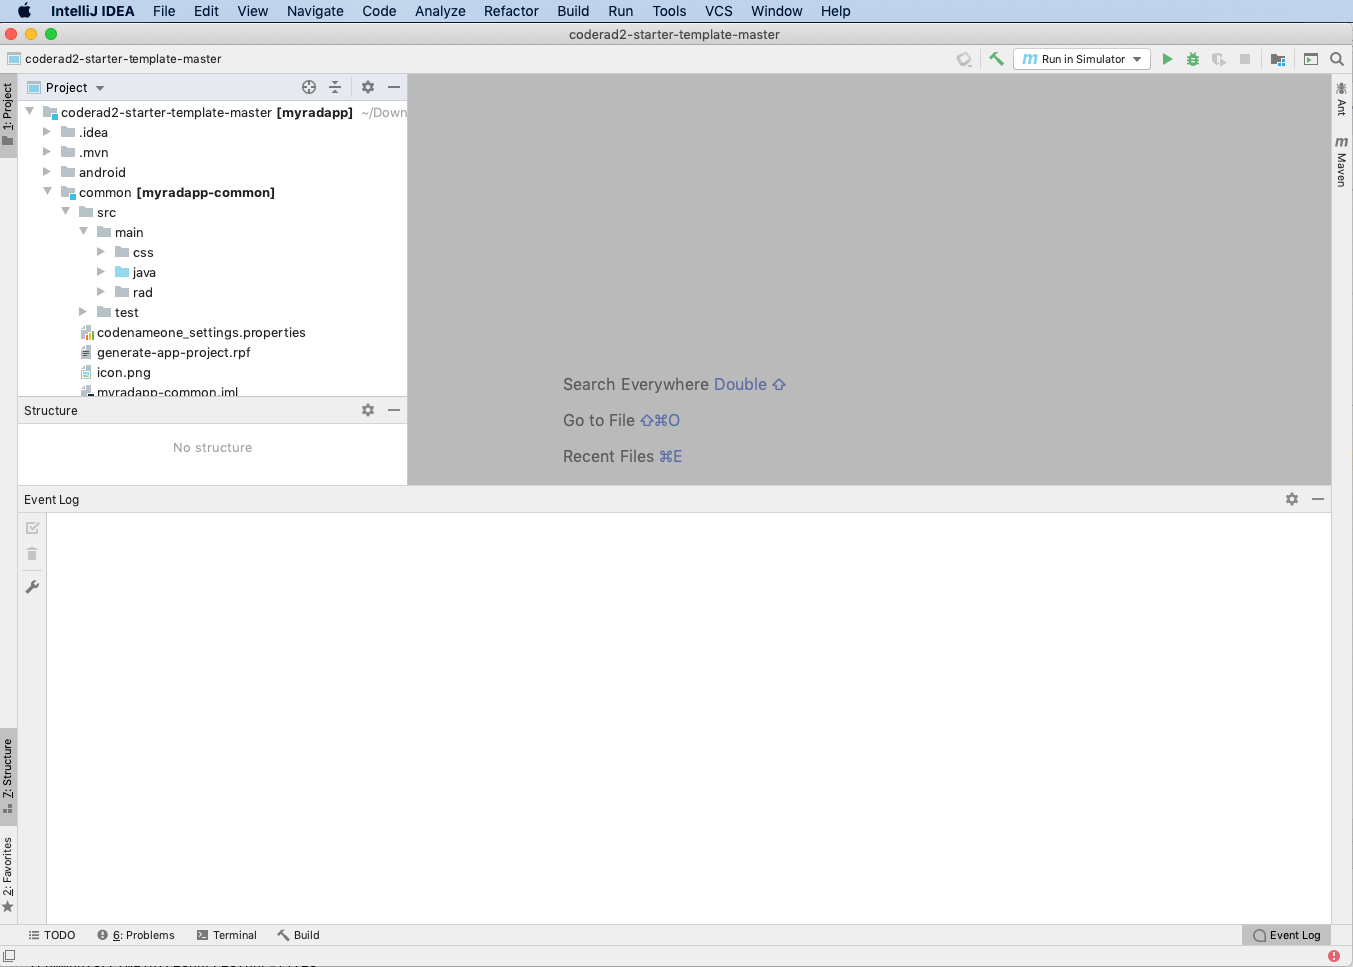 IntelliJ IDEA File Edit View Navigate Code Analyze Refactor Build Run Tools VCS Window Help
coderad2-starter-template-master
coderad2-starter-template-master
Run in Simulator
1: Project
Project
coderad2-starter-template-master [myradapp] ~/Down
.idea
.mvn
android
common [myradapp-common]
src
main
css
java
rad
test
codenameone_settings.properties
generate-app-project.rpf
icon.png
myradapp-common.iml
Structure
No structure
Search Everywhere Double ⇧
Go to File ⇧⌘O
Recent Files ⌘E
Ant
Maven
Event Log
7: Structure
2: Favorites
TODO 6: Problems Terminal Build Event Log